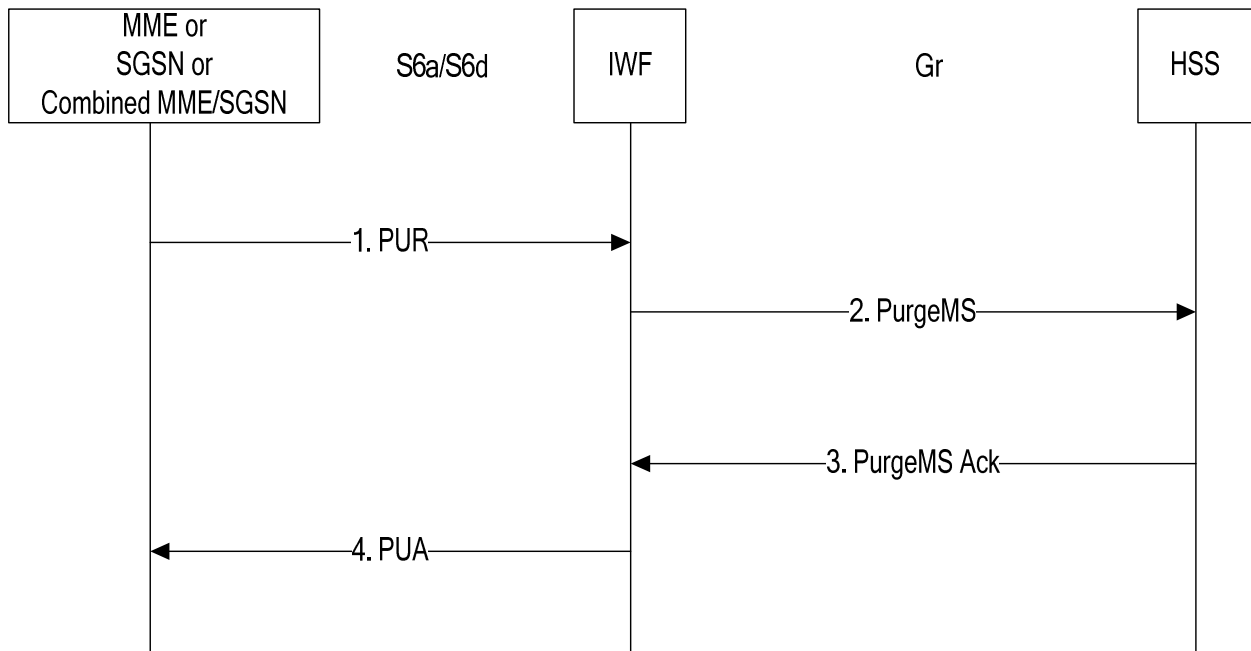 MME or
SGSN or
Combined MME/SGSN
S6a/S6d
IWF
Gr
HSS
1. PUR
2. PurgeMS
3. PurgeMS Ack
4. PUA